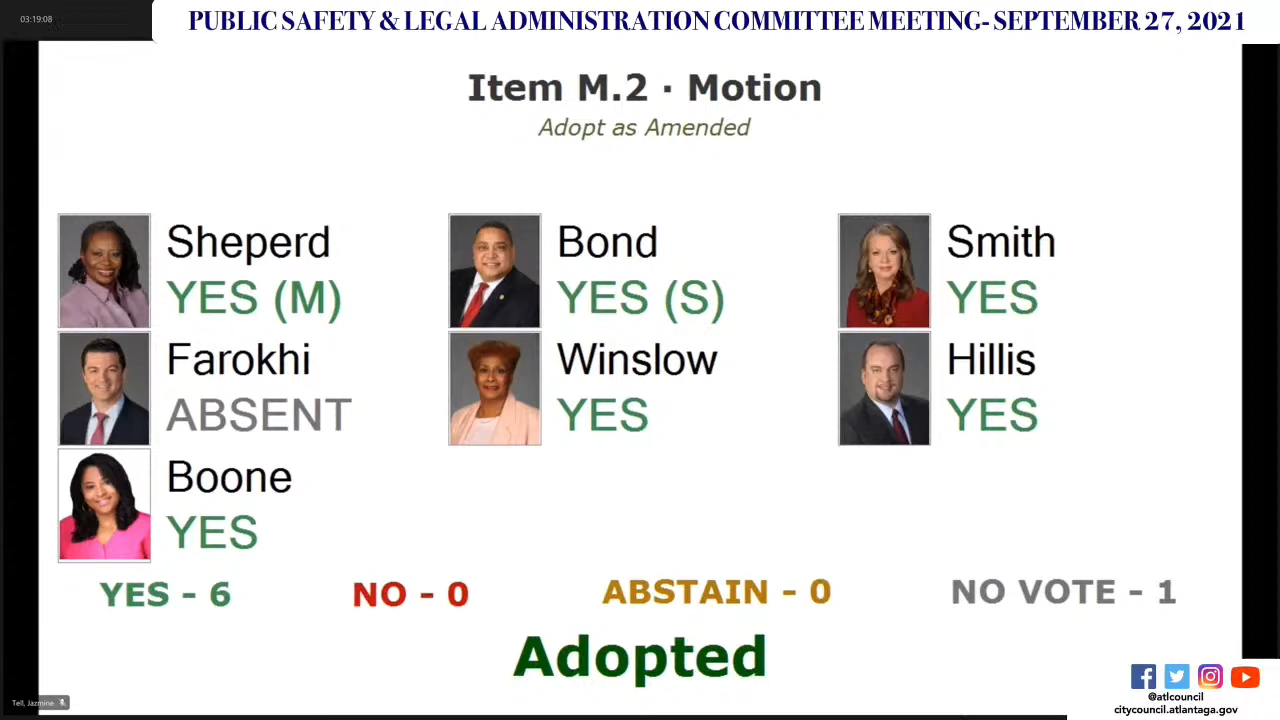 03:19:08
PUBLIC SAFETY & LEGAL ADMINISTRATION COMMITTEE MEETING- SEPTEMBER 27, 2021
Item M.2 · Motion
Adopt as Amended
Sheperd
YES (M)
Bond
YES (S)
Smith
YES
Farokhi
ABSENT
Winslow
YES
Hillis
YES
Boone
YES
YES - 6 NO - 0 ABSTAIN - 0 NO VOTE - 1
Adopted
@atlcouncil
citycouncil.atlantaga.gov
Tell, Jazmine